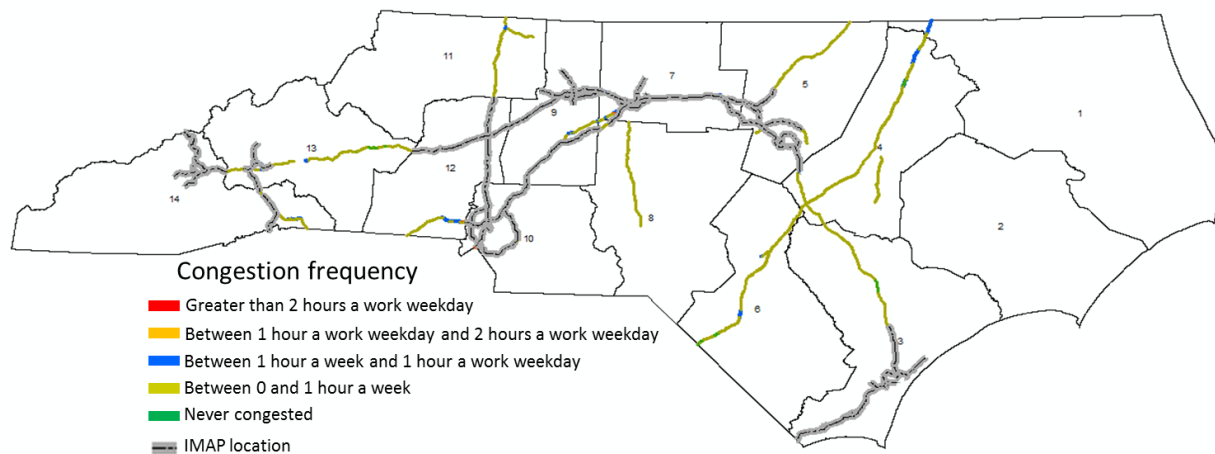 11
7
5
1
9
4
13
12
14
2
8
10
6
3
Congestion frequency
Greater than 2 hours a work weekday
Between 1 hour a work weekday and 2 hours a work weekday
Between 1 hour a week and 1 hour a work weekday
Between 0 and 1 hour a week
Never congested
IMAP location